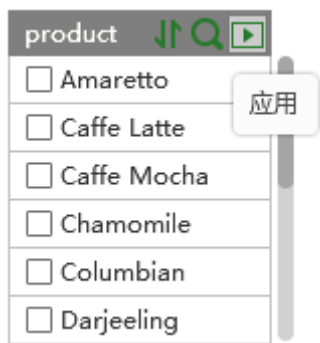 product
Amaretto
应用
Caffe Latte
Caffe Mocha
Chamomile
Columbian
Darjeeling